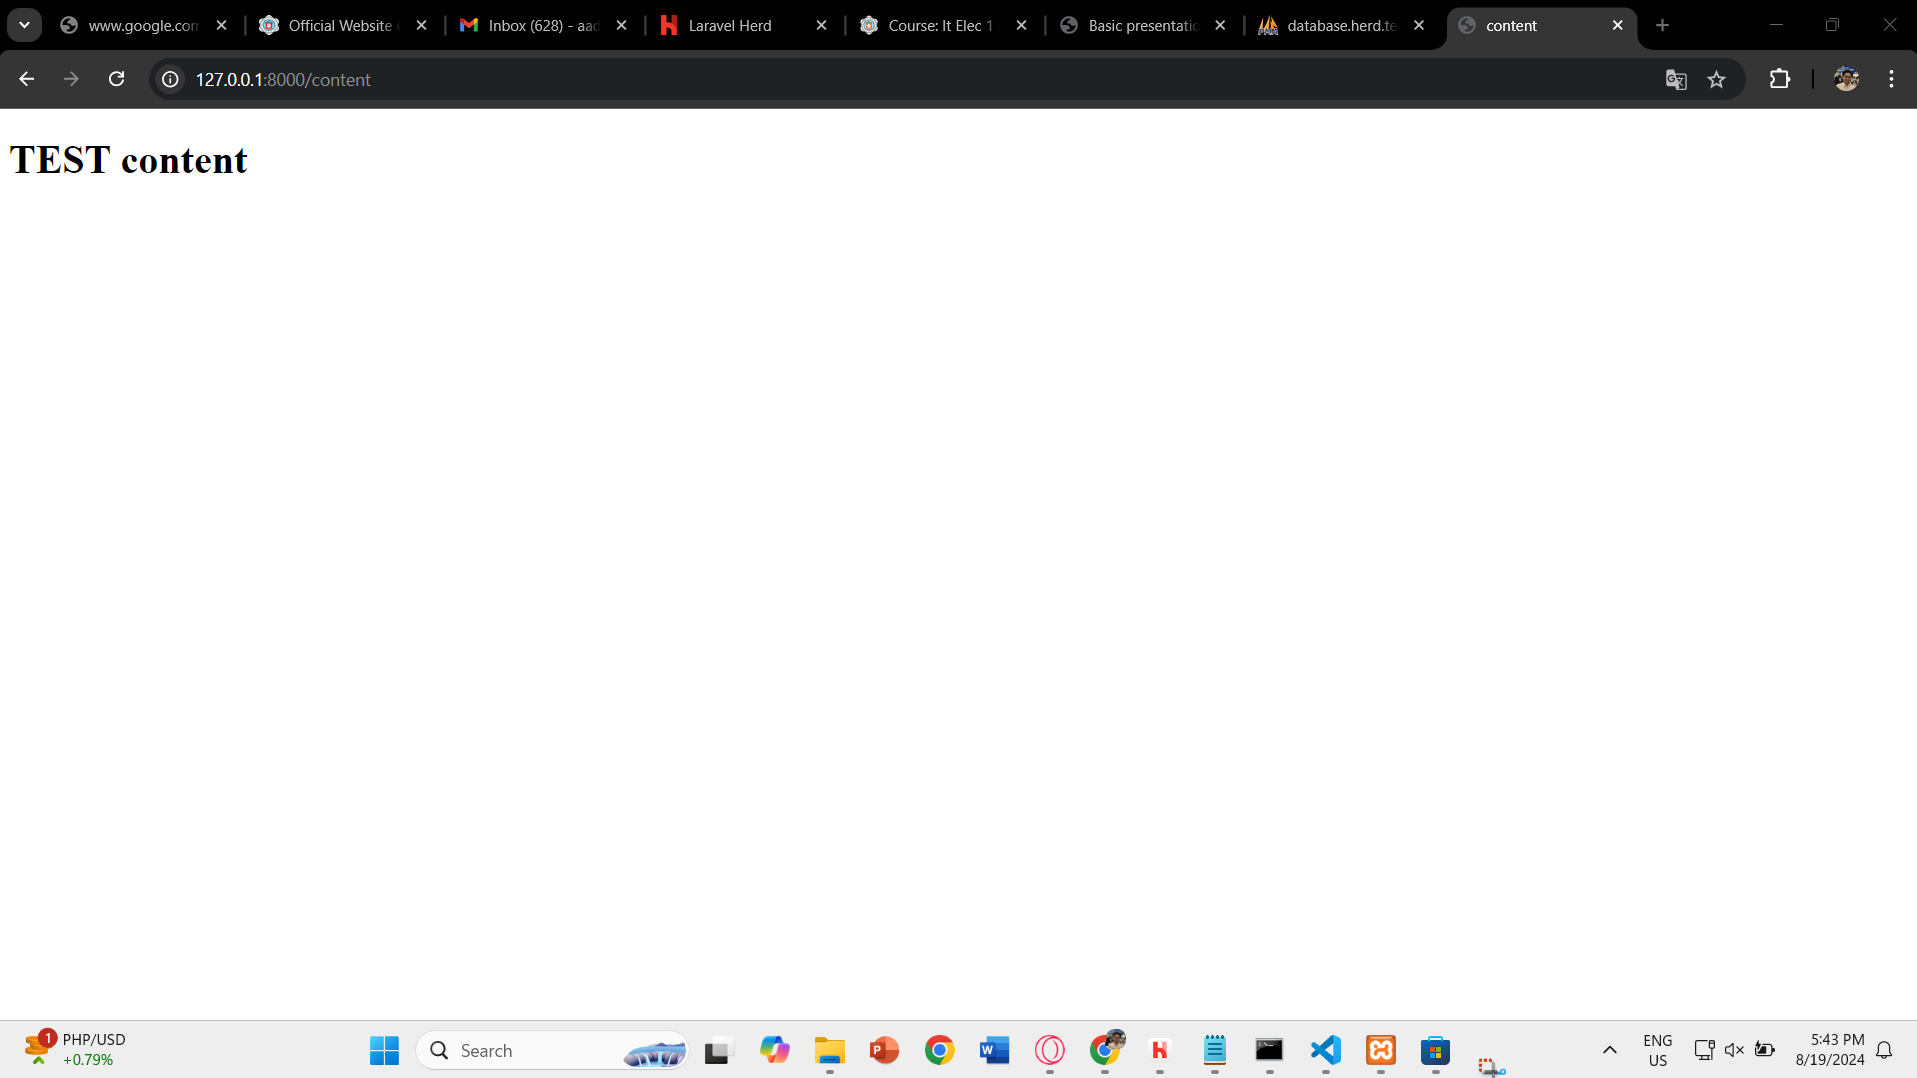 www.google.com
Official Website
Inbox (628) - aad
Laravel Herd
Course: It Elec 1
Basic presentatio
database.herd.te
content
127.0.0.1:8000/content
TEST content
1
PHP/USD
+0.79%
Search
ENG
US
5:43 PM
8/19/2024